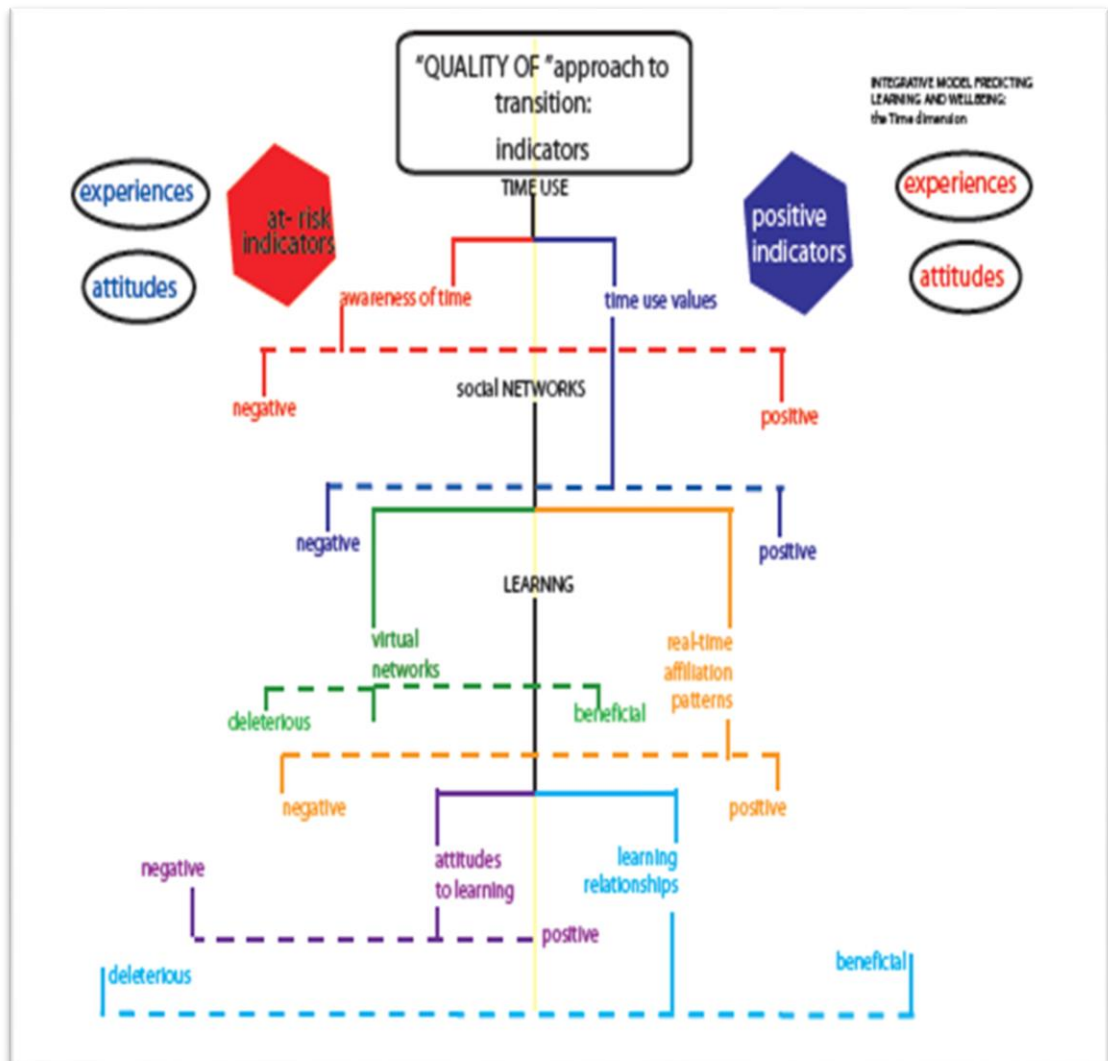 "QUALITY OF "approach to
transition:
indicators
INTEGRATIVE MODEL PREDICTING
LEARNING AND WELLBEING:
the Time dimension
TIME USE
experiences
at- risk
indicators
positive
indicators
experiences
attitudes
attitudes
awareness of time
time use values
social NETWORKS
negative
positive
negative
positive
LEARNNG
virtual
networks
real-time
affiliation
patterns
deleterious
beneficial
negative
positive
attitudes
to learning
learning
relationships
negative
positive
deleterious
beneficial